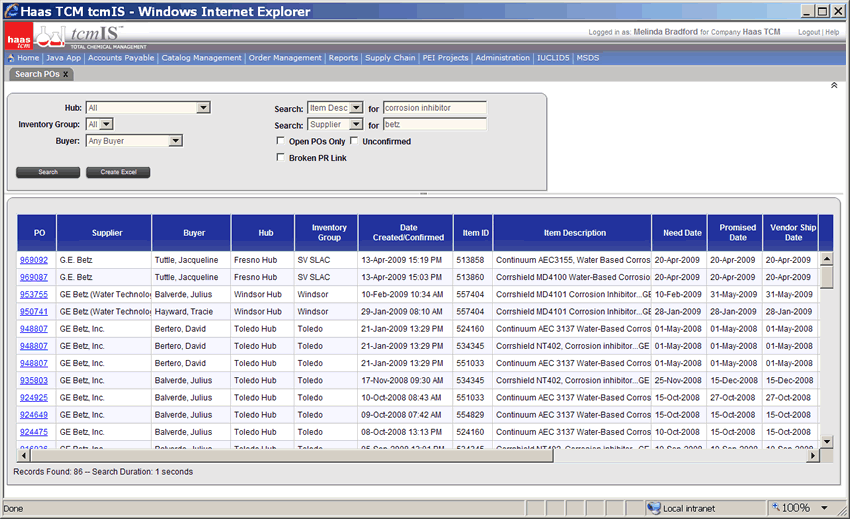 Haas TCM tcmIS - Windows Internet Explorer
haas tcm tcmIS TOTAL CHEMICAL MANAGEMENT Logged in as: Melinda Bradford for Company Haas TCM Logout | Help
Home | Java App | Accounts Payable | Catalog Management | Order Management | Reports | Supply Chain | PEI Projects | Administration | IUCLID5 | MSDS
Search POs x
Hub: All Search: Item Desc for corrosion inhibitor
Inventory Group: All Search: Supplier for betz
Buyer: Any Buyer Open POs Only Unconfirmed
Broken PR Link
Search Create Excel
PO Supplier Buyer Hub Inventory Group Date Created/Confirmed Item ID Item Description Need Date Promised Date Vendor Ship Date
969092 G.E. Betz Tuttle, Jacqueline Fresno Hub SV SLAC 13-Apr-2009 15:19 PM 513858 Continuum AEC3155, Water Based Corros 20-Apr-2009 20-Apr-2009 20-Apr-2009
969087 G.E. Betz Tuttle, Jacqueline Fresno Hub SV SLAC 13-Apr-2009 15:03 PM 513860 Corrshield MD4100 Water-Based Corrosio 20-Apr-2009 20-Apr-2009 20-Apr-2009
953755 GE Betz (Water Technolo Balverde, Julius Windsor Hub Windsor 10-Feb-2009 10:34 AM 557404 Corrshield MD4101 Corrosion Inhibitor...GE 10-Feb-2009 31-May-2009 31-May-2009
950741 GE Betz (Water Technolo Hayward, Tracie Windsor Hub Windsor 29-Jan-2009 08:10 AM 557404 Corrshield MD4101 Corrosion Inhibitor...GE 28-Jan-2009 28-Jan-2009 28-Jan-2009
948807 GE Betz, Inc. Bertero, David Toledo Hub Toledo 21-Jan-2009 13:29 PM 524160 Continuum AEC 3137 Water-Based Corros 01-May-2008 01-May-2008 01-May-2008
948807 GE Betz, Inc. Bertero, David Toledo Hub Toledo 21-Jan-2009 13:29 PM 534345 Corrshield NT402, Corrosion inhibitor...GE 01-May-2008 01-May-2008 01-May-2008
948807 GE Betz, Inc. Bertero, David Toledo Hub Toledo 21-Jan-2009 13:29 PM 551033 Continuum AEC 3137 Water Based Corros 01-May-2008 01-May-2008 01-May-2008
935803 GE Betz, Inc. Balverde, Julius Toledo Hub Toledo 17-Nov-2008 09:30 AM 534345 Corrshield NT402, Corrosion inhibitor...GE 25-Nov-2008 15-Dec-2008 15-Dec-2008
924925 GE Betz, Inc. Balverde, Julius Toledo Hub Toledo 10-Oct-2008 08:43 AM 551033 Continuum AEC 3137 Water Based Corros 15-Oct-2008 27-Oct-2008 27-Oct-2008
924649 GE Betz, Inc. Balverde, Julius Toledo Hub Toledo 09-Oct-2008 07:42 AM 554829 Continuum AEC 3137 Water Based Corros 15-Oct-2008 15-Oct-2008 15-Oct-2008
924475 GE Betz, Inc. Balverde, Julius Toledo Hub Toledo 08-Oct-2008 13:13 PM 524160 Continuum AEC 3137 Water-Based Corros 10-Oct-2008 15-Oct-2008 15-Oct-2008
Records Found: 86 -- Search Duration: 1 seconds
Done Local intranet 100%